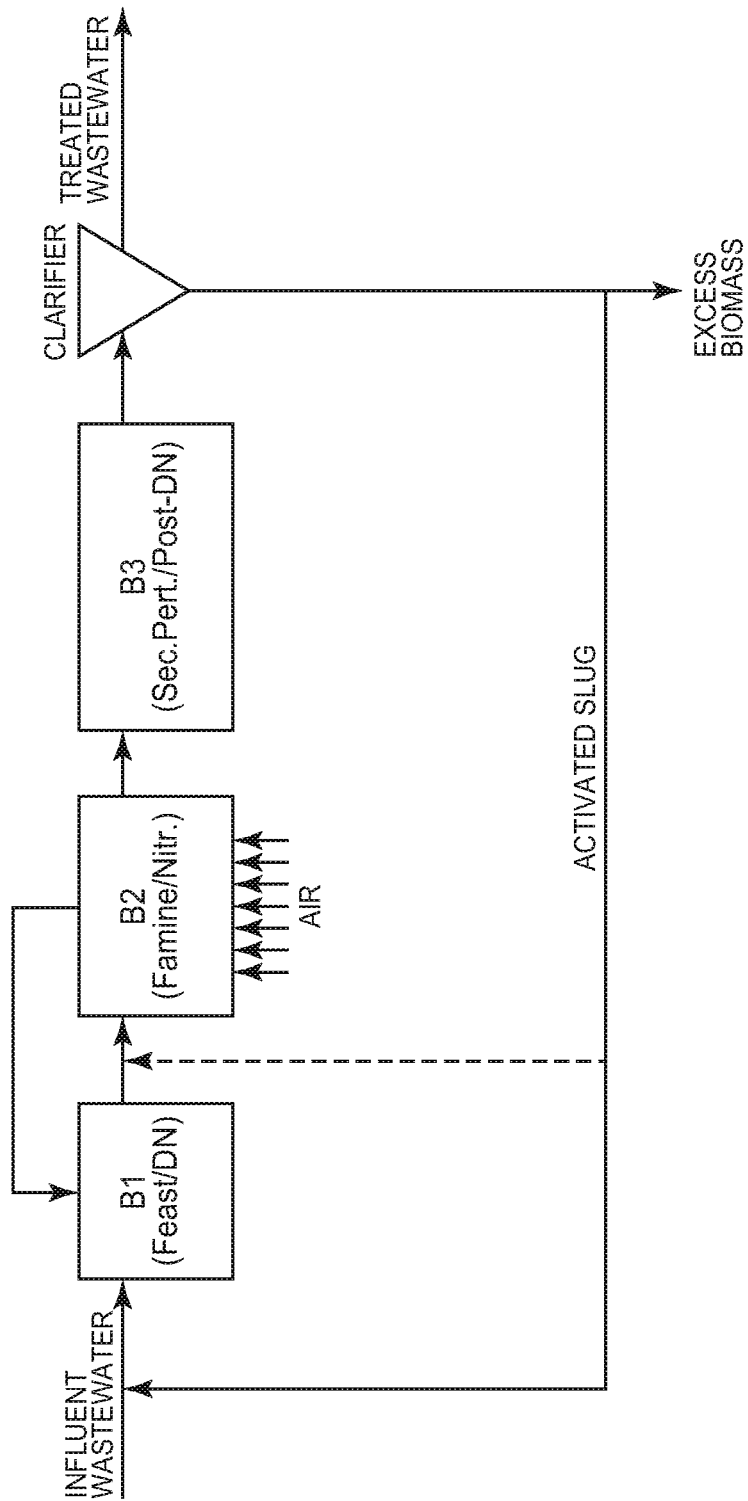 INFLUENT
WASTEWATER
B1
(Feast/DN)
B2
(Famine/Nitr.)
AIR
B3
(Sec.Pert./Post-DN)
CLARIFIER
TREATED
WASTEWATER
ACTIVATED SLUG
EXCESS
BIOMASS